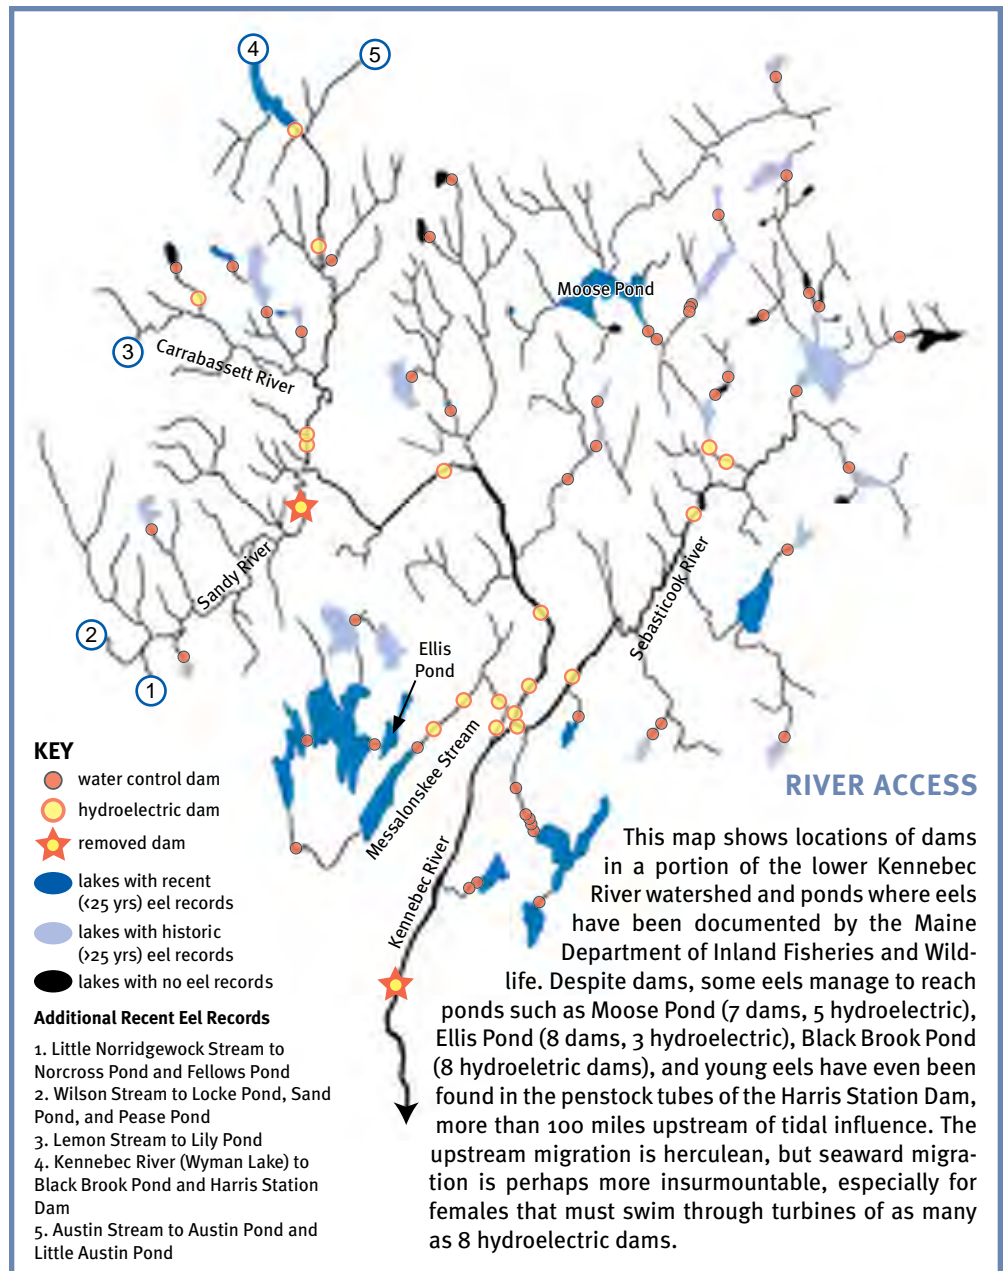 4
5
Moose Pond
3
Carrabassett River
Sandy River
Sebasticook River
2
1
Ellis
Pond
Messalonskee Stream
Kennebec River
KEY
water control dam
hydroelectric dam
removed dam
lakes with recent
(<25 yrs) eel records
lakes with historic
(>25 yrs) eel records
lakes with no eel records
Additional Recent Eel Records
1. Little Norridgewock Stream to
Norcross Pond and Fellows Pond
2. Wilson Stream to Locke Pond, Sand
Pond, and Pease Pond
3. Lemon Stream to Lily Pond
4. Kennebec River (Wyman Lake) to
Black Brook Pond and Harris Station
Dam
5. Austin Stream to Austin Pond and
Little Austin Pond
RIVER ACCESS
This map shows locations of dams
in a portion of the lower Kennebec
River watershed and ponds where eels
have been documented by the Maine
Department of Inland Fisheries and Wild-
life. Despite dams, some eels manage to reach
ponds such as Moose Pond (7 dams, 5 hydroelectric),
Ellis Pond (8 dams, 3 hydroelectric), Black Brook Pond
(8 hydroeletric dams), and young eels have even been
found in the penstock tubes of the Harris Station Dam,
more than 100 miles upstream of tidal influence. The
upstream migration is herculean, but seaward migra-
tion is perhaps more insurmountable, especially for
females that must swim through turbines of as many
as 8 hydroelectric dams.